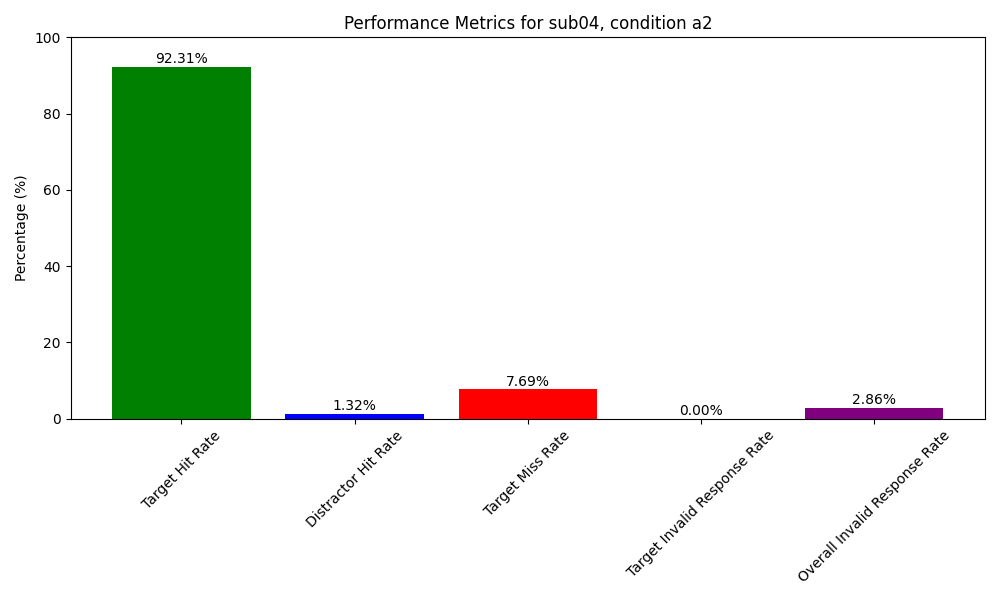 Performance Metrics for sub04, condition a2
Percentage (%)
100
80
60
40
20
0
92.31%
1.32%
7.69%
0.00%
2.86%
Target Hit Rate
Distractor Hit Rate
Target Miss Rate
Target Invalid Response Rate
Overall Invalid Response Rate